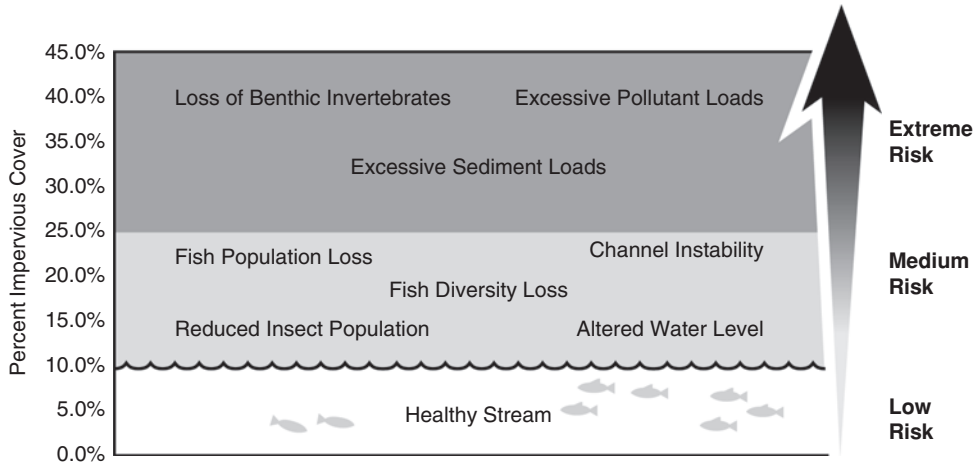 Percent Impervious Cover
45.0%
40.0%
35.0%
30.0%
25.0%
20.0%
15.0%
10.0%
5.0%
0.0%
Loss of Benthic Invertebrates
Excessive Pollutant Loads
Excessive Sediment Loads
Fish Population Loss
Channel Instability
Fish Diversity Loss
Reduced Insect Population
Altered Water Level
Healthy Stream
Extreme
Risk
Medium
Risk
Low
Risk